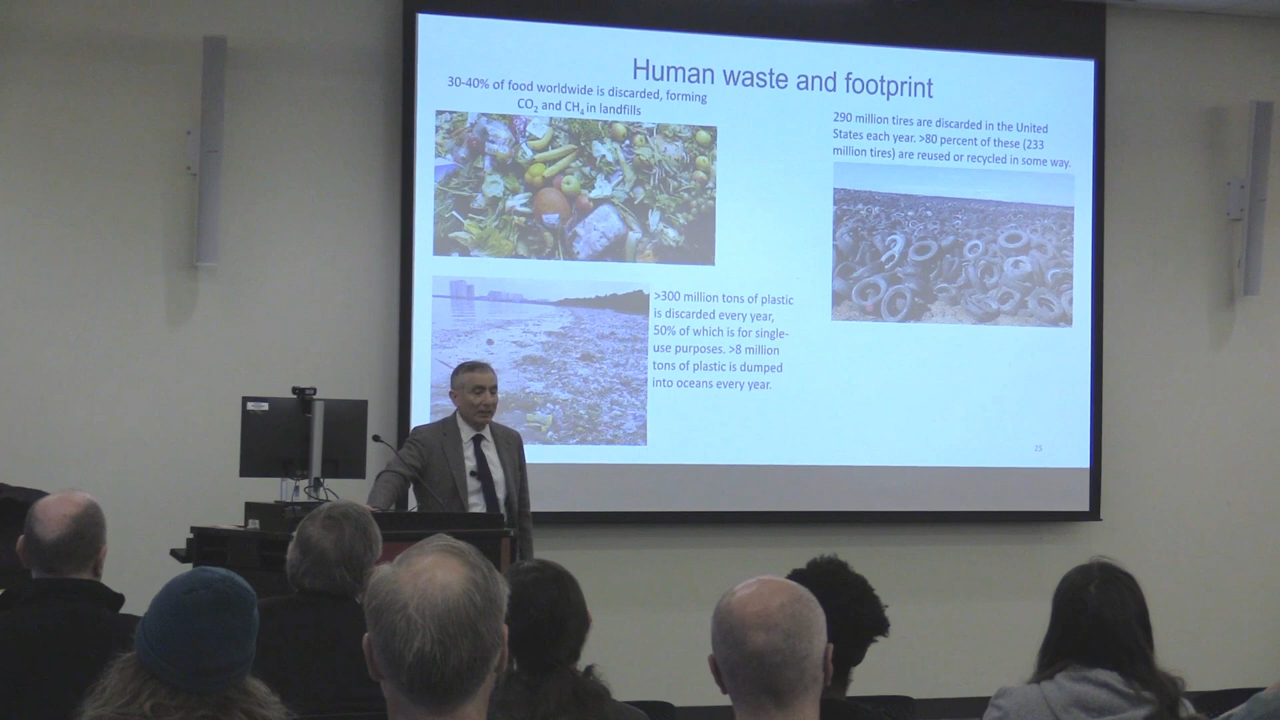 Human waste and footprint
30-40% of food worldwide is discarded, forming
CO₂ and CH₄ in landfills
290 million tires are discarded in the United
States each year. >80 percent of these (233
million tires) are reused or recycled in some way.
>300 million tons of plastic
is discarded every year,
50% of which is for single-
use purposes. >8 million
tons of plastic is dumped
into oceans every year.
25